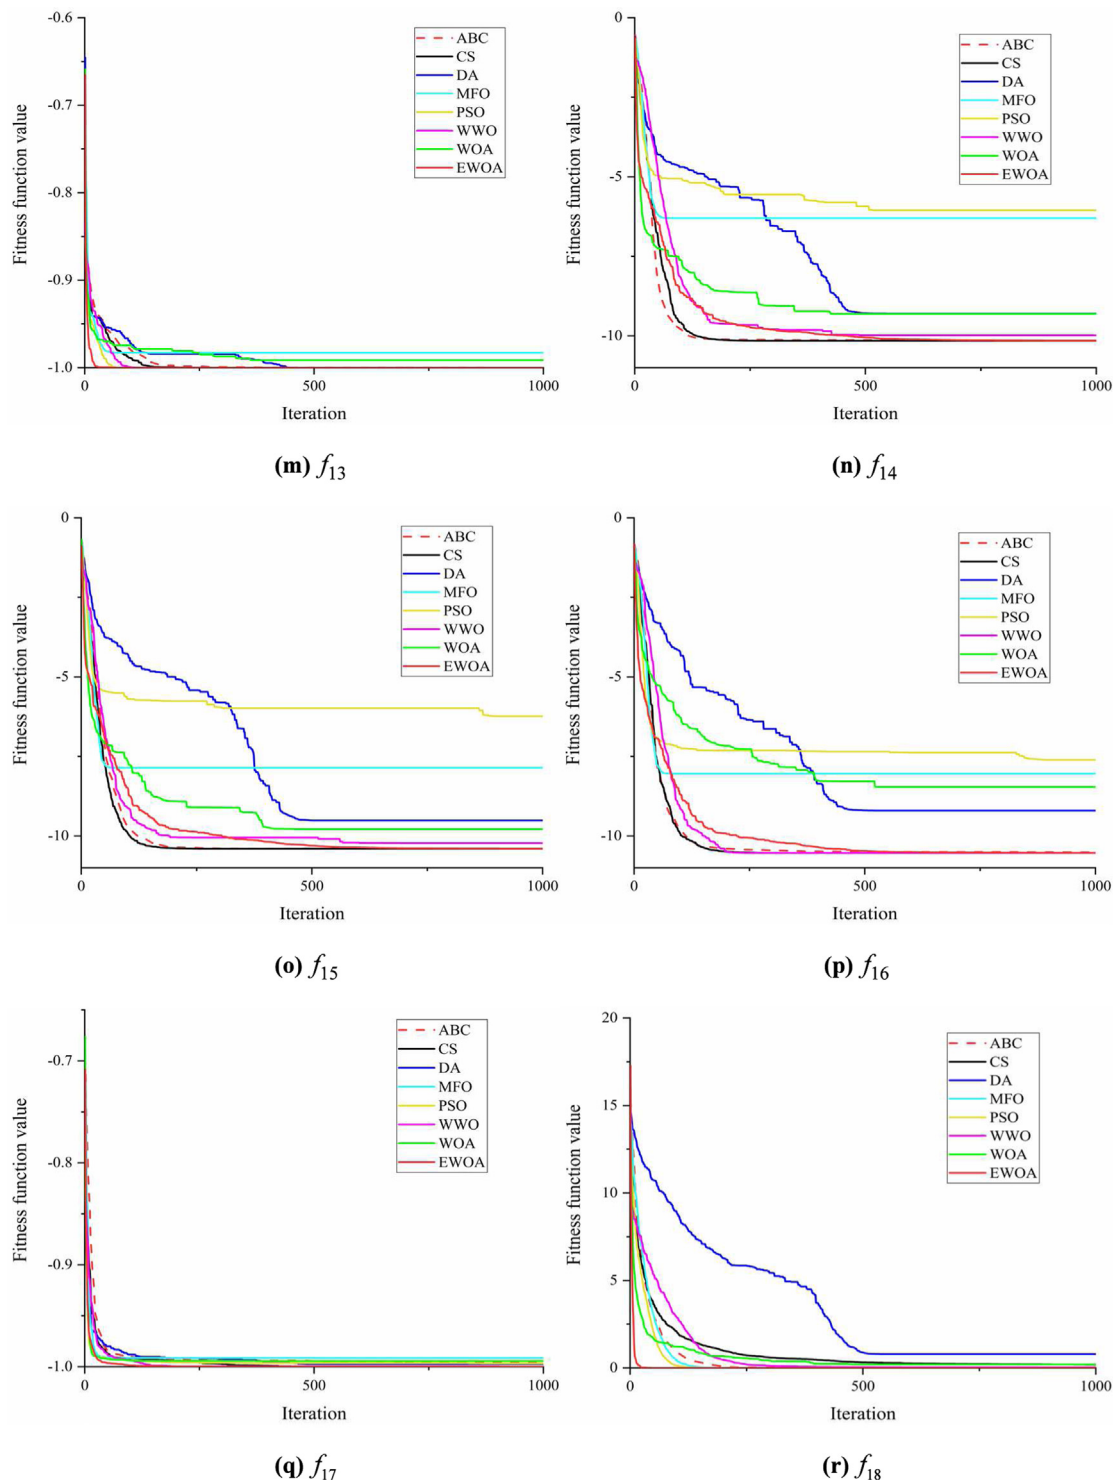 -0.6
-0.7
-0.8
-0.9
-1.0
0
500
1000
Fitness function value
Iteration
ABC
CS
DA
MFO
PSO
WWO
WOA
EWOA
(m) f13
0
-5
-10
0
500
1000
Fitness function value
Iteration
ABC
CS
DA
MFO
PSO
WWO
WOA
EWOA
(n) f14
0
-5
-10
0
500
1000
Fitness function value
Iteration
ABC
CS
DA
MFO
PSO
WWO
WOA
EWOA
(o) f15
0
-5
-10
0
500
1000
Fitness function value
Iteration
ABC
CS
DA
MFO
PSO
WWO
WOA
EWOA
(p) f16
-0.7
-0.8
-0.9
-1.0
0
500
1000
Fitness function value
Iteration
ABC
CS
DA
MFO
PSO
WWO
WOA
EWOA
(q) f17
20
15
10
5
0
0
500
1000
Fitness function value
Iteration
ABC
CS
DA
MFO
PSO
WWO
WOA
EWOA
(r) f18